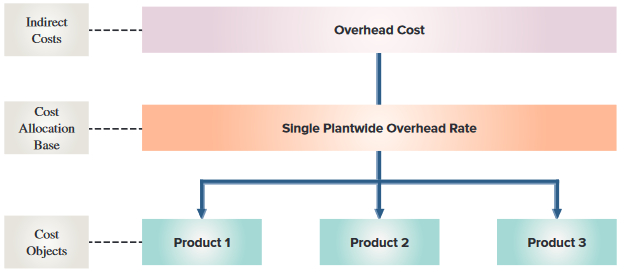 Indirect
Costs
Overhead Cost
Cost
Allocation
Base
Single Plantwide Overhead Rate
Cost
Objects
Product 1
Product 2
Product 3